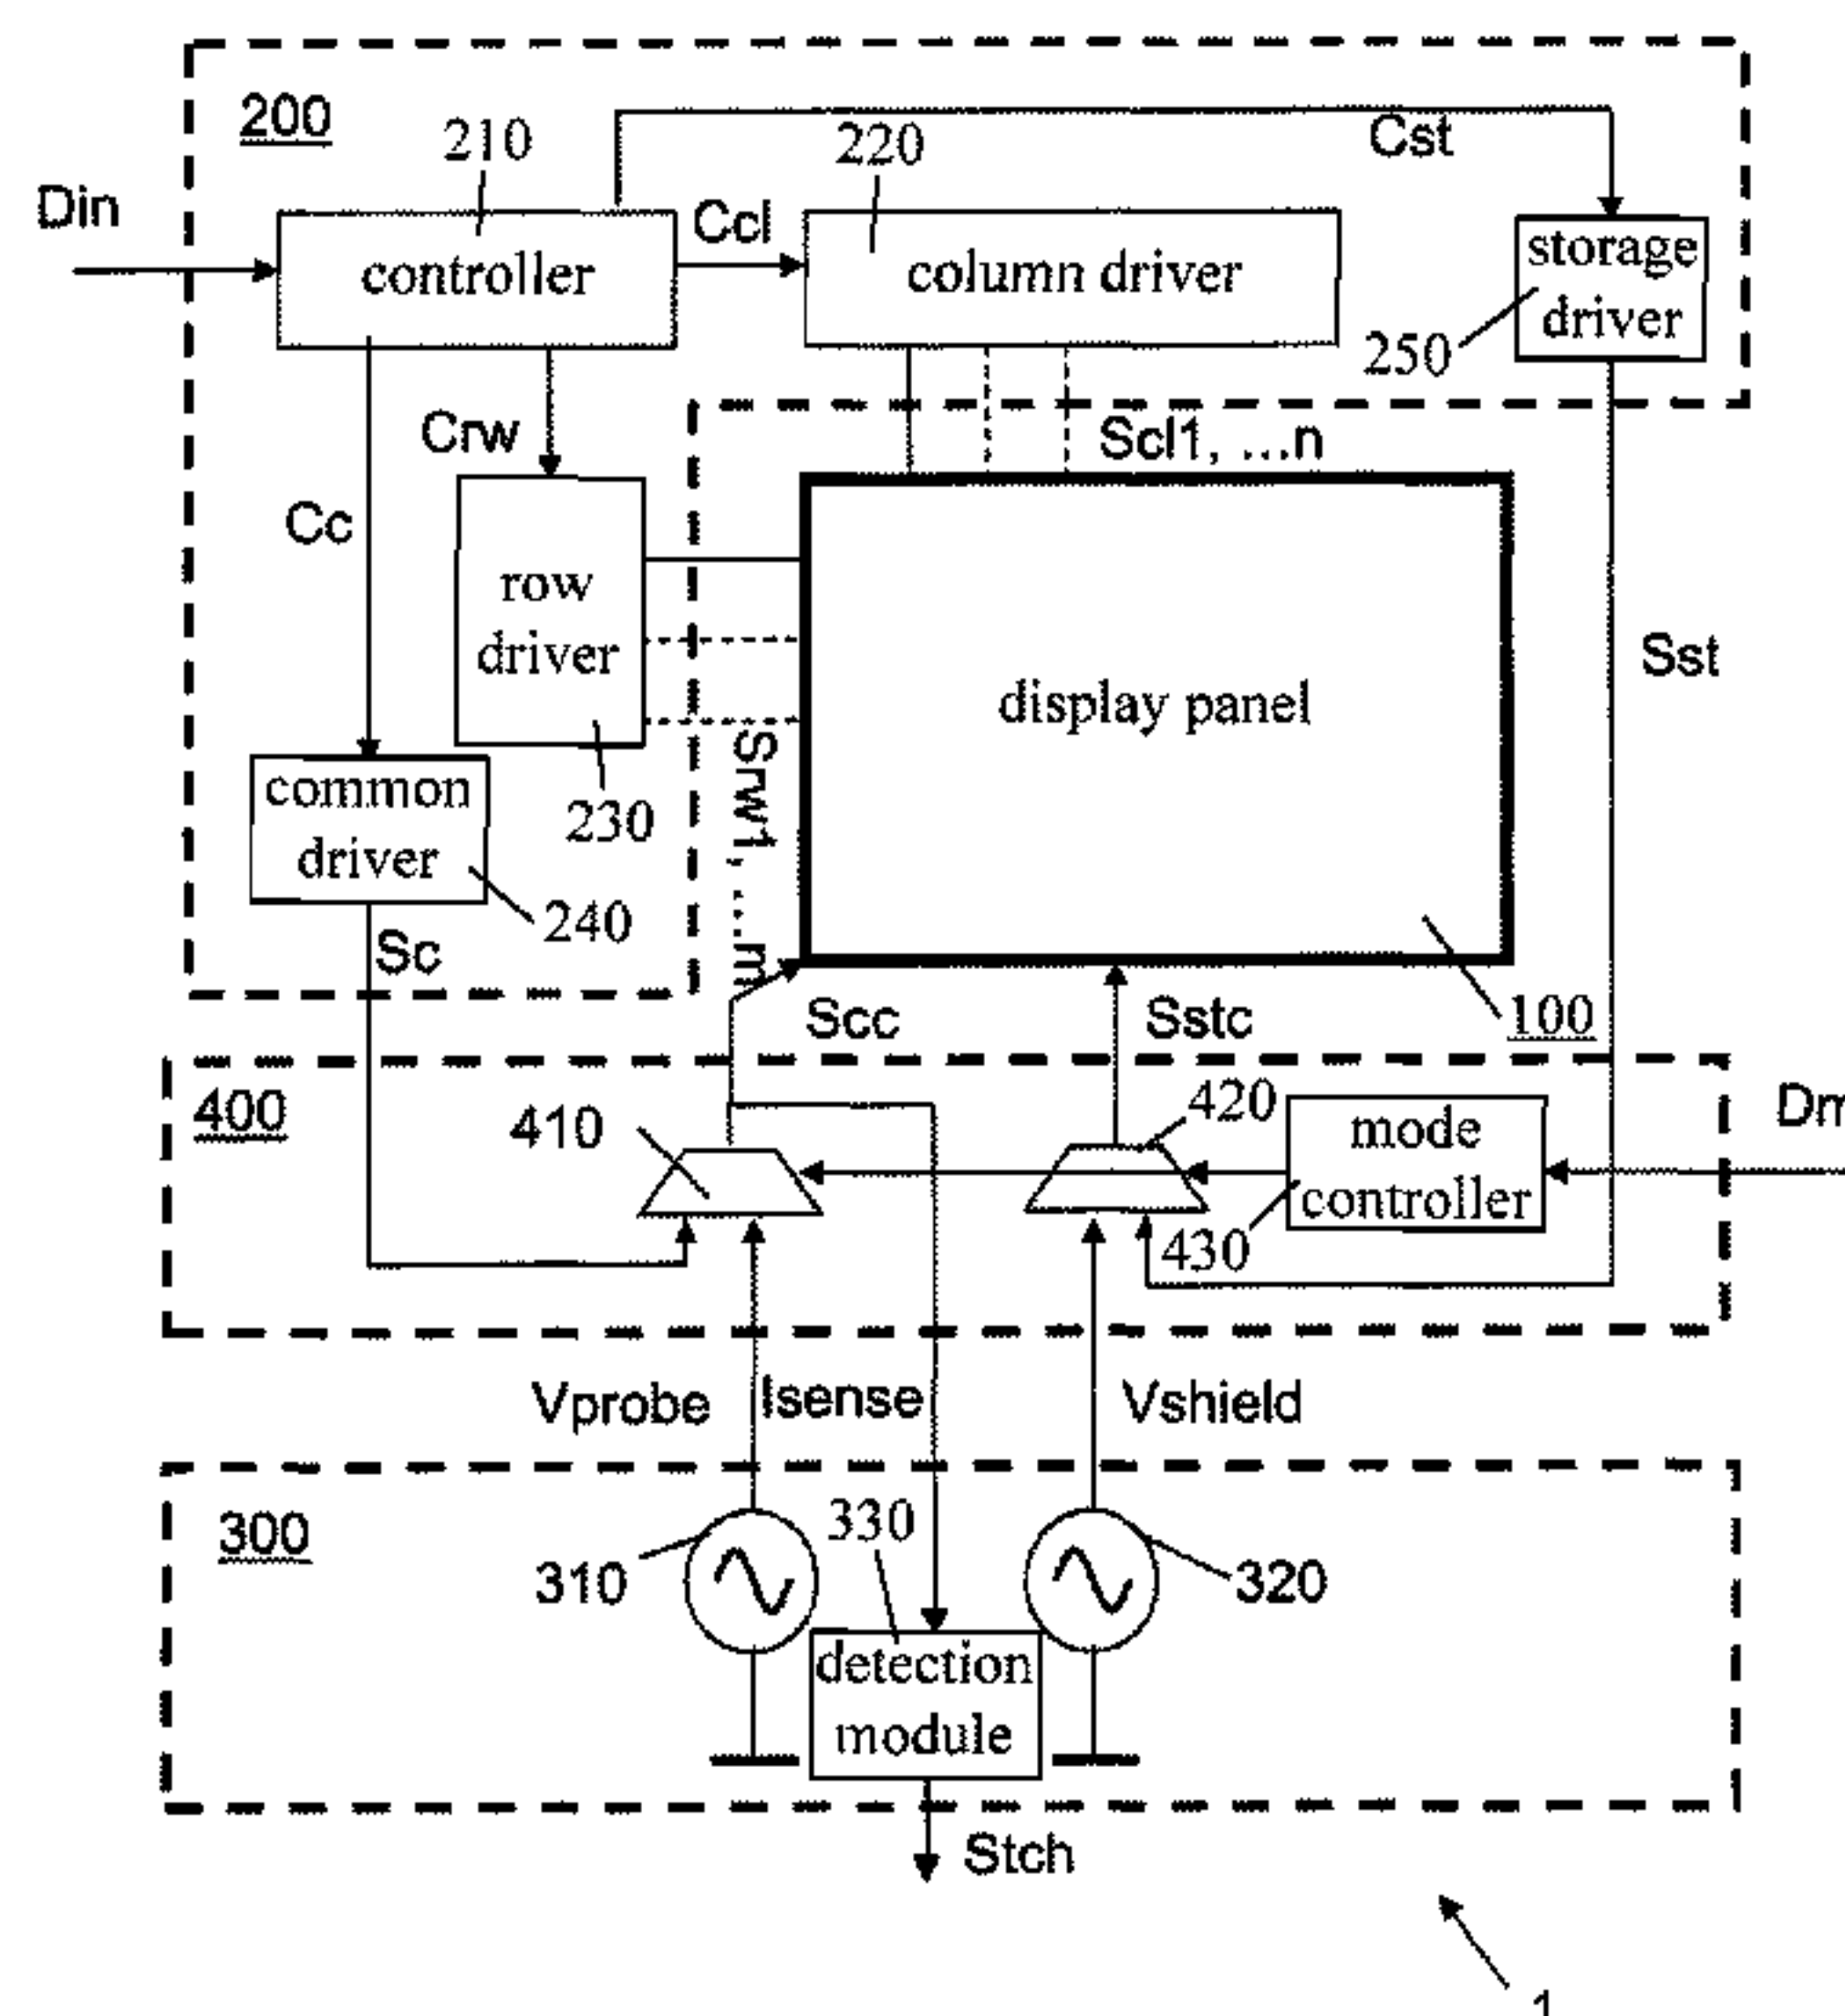 200
210
220
Cst
Din
Ccl
controller
column driver
storage
driver
250
Crw
Scl1, ...n
Cc
row
driver
Sst
display panel
Srw1, ...m
common
driver
230
240
Sc
Scc
Sstc
100
400
410
420
mode
controller
Dm
430
Vprobe
Isense
Vshield
300
330
310
320
detection
module
Stch
1